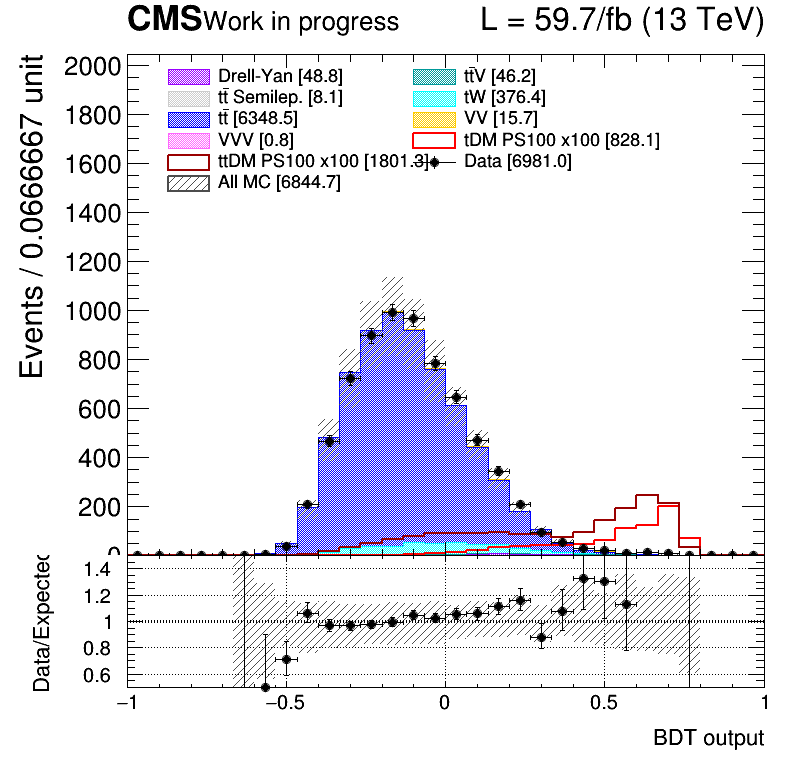 CMS Work in progress L = 59.7/fb (13 TeV)
Events / 0.0666667 unit
2000
1800
1600
1400
1200
1000
800
600
400
200
0
Drell-Yan [48.8] tt̄V [46.2]
tt̄ Semilep. [8.1] tW [376.4]
tt̄ [6348.5] VV [15.7]
VVV [0.8] tDM PS100 x100 [828.1]
ttDM PS100 x100 [1801.3] Data [6981.0]
All MC [6844.7]
Data/Expected
1.4
1.2
1
0.8
0.6
−1 −0.5 0 0.5 1
BDT output